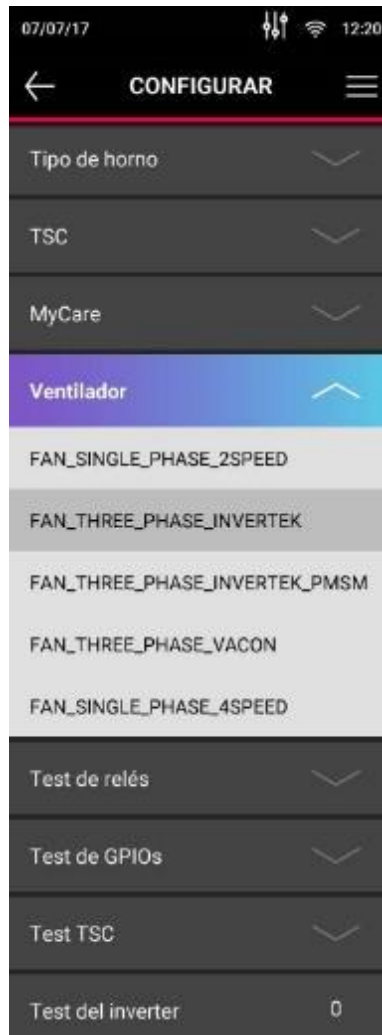 07/07/17 12:20
CONFIGURAR
Tipo de horno
TSC
MyCare
Ventilador
FAN_SINGLE_PHASE_2SPEED
FAN_THREE_PHASE_INVERTEK
FAN_THREE_PHASE_INVERTEK_PMSM
FAN_THREE_PHASE_VACON
FAN_SINGLE_PHASE_4SPEED
Test de relés
Test de GPIOs
Test TSC
Test del inverter 0